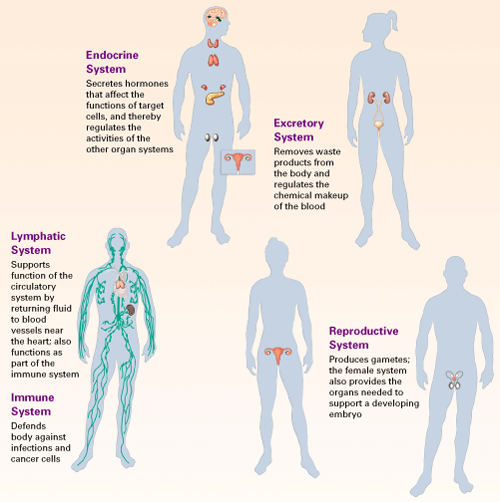 Endocrine
System
Secretes hormones
that affect the
functions of target
cells, and thereby
regulates the
activities of the
other organ systems
Excretory
System
Removes waste
products from
the body and
regulates the
chemical makeup
of the blood
Lymphatic
System
Supports
function of the
circulatory
system by
returning fluid
to blood
vessels near
the heart; also
functions as
part of the
immune system
Immune
System
Defends
body against
infections and
cancer cells
Reproductive
System
Produces gametes;
the female system
also provides the
organs needed to
support a developing
embryo